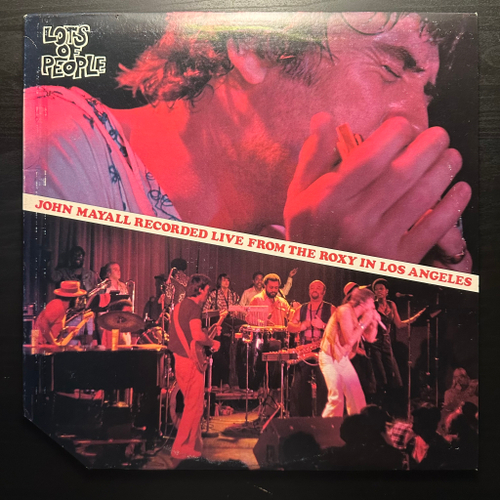 LOTS
OF
PEOPLE
JOHN MAYALL RECORDED LIVE FROM THE ROXY IN LOS ANGELES